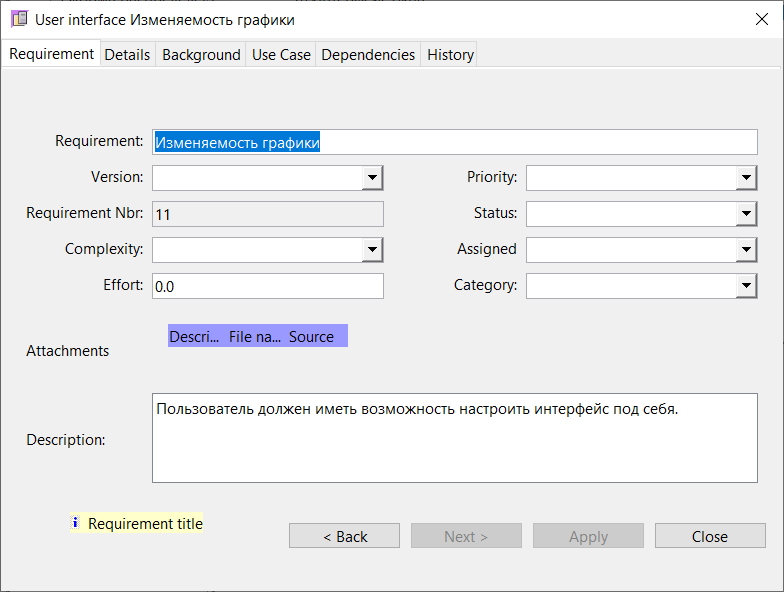 User interface Изменяемость графики
Requirement Details Background Use Case Dependencies History
Requirement: Изменяемость графики
Version: Priority:
Requirement Nbr: 11 Status:
Complexity: Assigned
Effort: 0.0 Category:
Descri... File na... Source
Attachments
Пользователь должен иметь возможность настроить интерфейс под себя.
Description:
i Requirement title
< Back Next > Apply Close